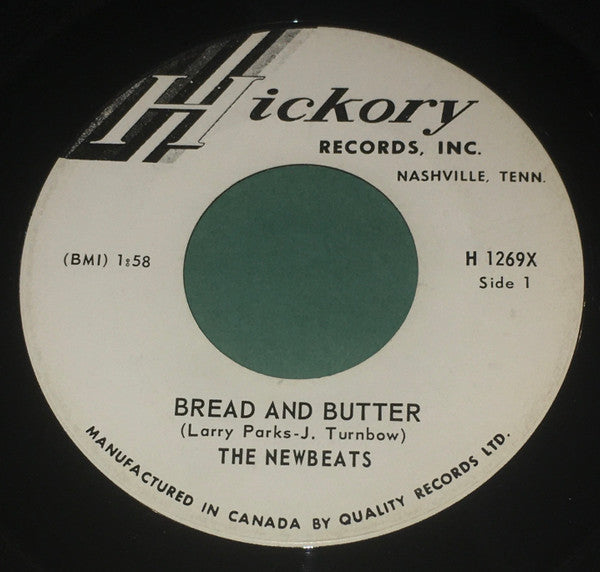 Hickory
RECORDS, INC.
NASHVILLE, TENN.
(BMI) 1:58
H 1269X
Side 1
BREAD AND BUTTER
(Larry Parks-J. Turnbow)
THE NEWBEATS
MANUFACTURED IN CANADA BY QUALITY RECORDS LTD.